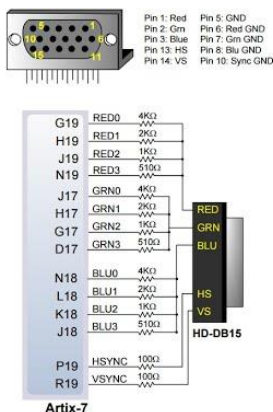 5
1
10
6
15
11
Pin 1: Red Pin 5: GND
Pin 2: Grn Pin 6: Red GND
Pin 3: Blue Pin 7: Grn GND
Pin 13: HS Pin 8: Blu GND
Pin 14: VS Pin 10: Sync GND
G19 RED0 4KΩ
H19 RED1 2KΩ
J19 RED2 1KΩ
N19 RED3 510Ω
J17 GRN0 4KΩ
H17 GRN1 2KΩ
G17 GRN2 1KΩ
D17 GRN3 510Ω
N18 BLU0 4KΩ
L18 BLU1 2KΩ
K18 BLU2 1KΩ
J18 BLU3 510Ω
P19 HSYNC 100Ω
R19 VSYNC 100Ω
RED
GRN
BLU
HS
VS
HD-DB15
Artix-7